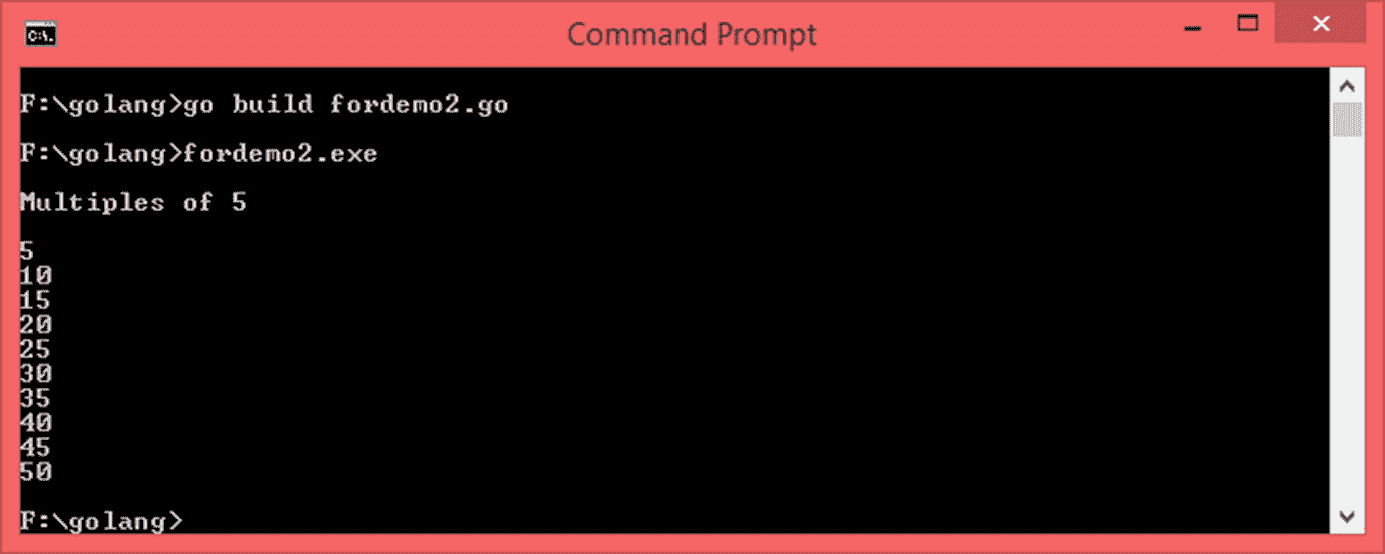 C:\.
Command Prompt
F:\golang>go build fordemo2.go
F:\golang>fordemo2.exe
Multiples of 5
5
10
15
20
25
30
35
40
45
50
F:\golang>